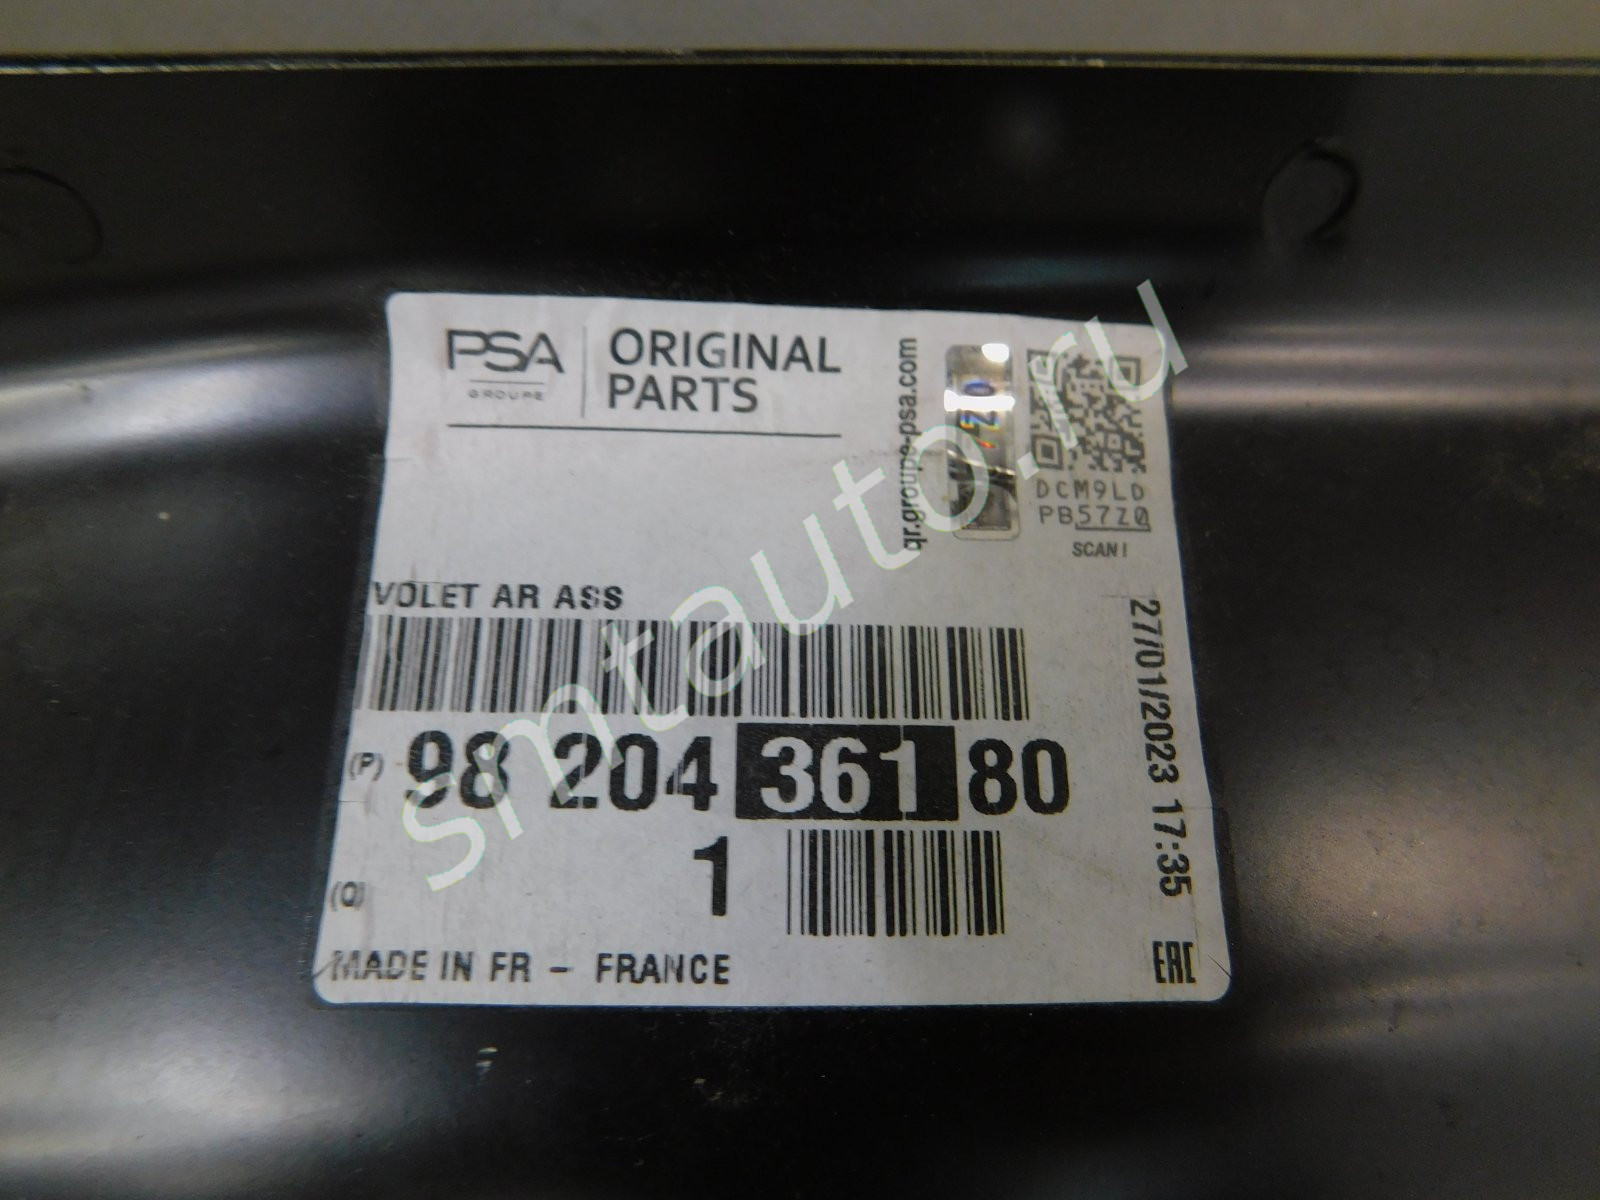 PSA
GROUPE
ORIGINAL
PARTS
qr.groupe-psa.com
DCM9LD
PB57Z0
SCAN!
VOLET AR ASS
27/01/2023 17:35
(P) 98 204 361 80
(Q) 1
MADE IN FR - FRANCE
EAC
smtauto.ru